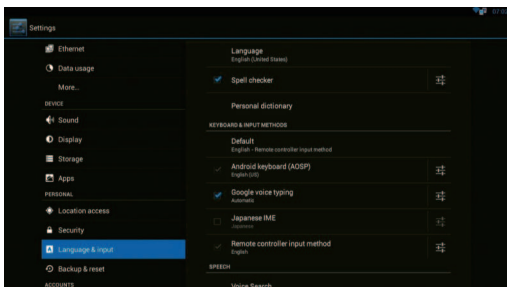 Settings
Ethernet
Data usage
More...
DEVICE
Sound
Display
Storage
Apps
PERSONAL
Location access
Security
Language & input
Backup & reset
ACCOUNTS
Language
English (United States)
Spell checker
Personal dictionary
KEYBOARD & INPUT METHODS
Default
English - Remote controller input method
Android keyboard (AOSP)
English (US)
Google voice typing
Automatic
Japanese IME
Japanese
Remote controller input method
English
SPEECH
Voice Search